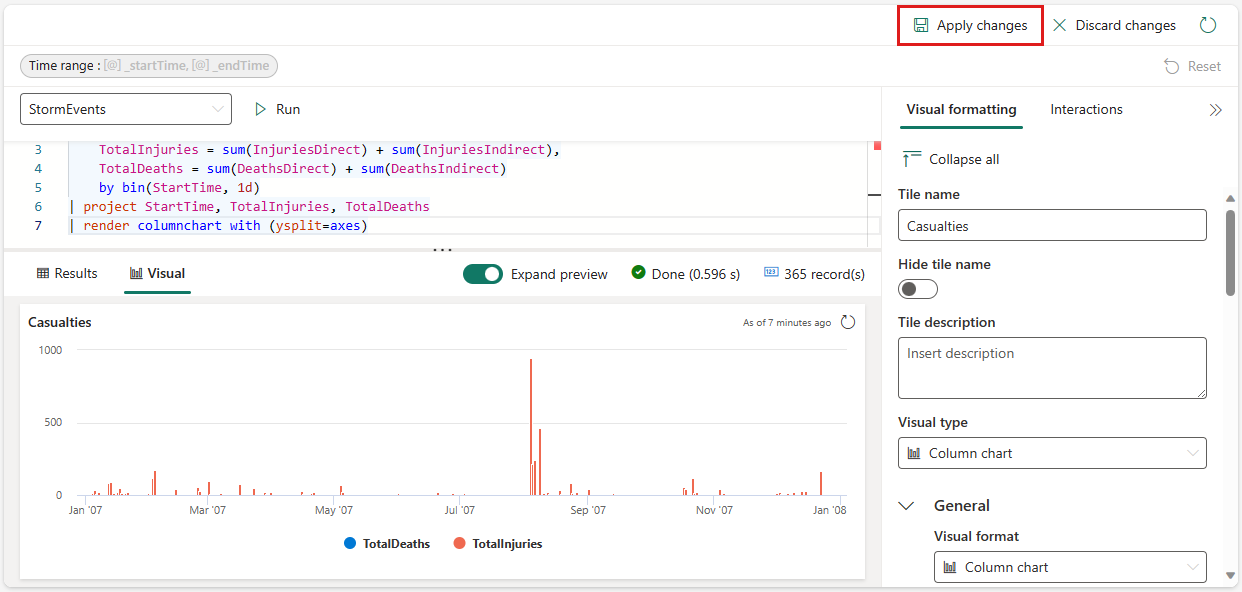 Apply changes
Discard changes
Time range : [@] _startTime, [@] _endTime
Reset
StormEvents
Run
3 TotalInjuries = sum(InjuriesDirect) + sum(InjuriesIndirect),
4 TotalDeaths = sum(DeathsDirect) + sum(DeathsIndirect)
5 by bin(StartTime, 1d)
6 | project StartTime, TotalInjuries, TotalDeaths
7 | render columnchart with (ysplit=axes)
Results
Visual
Expand preview
Done (0.596 s)
123
365 record(s)
Casualties
As of 7 minutes ago
1000
500
0
Jan '07
Mar '07
May '07
Jul '07
Sep '07
Nov '07
Jan '08
TotalDeaths
TotalInjuries
Visual formatting
Interactions
Collapse all
Tile name
Casualties
Hide tile name
Tile description
Insert description
Visual type
Column chart
General
Visual format
Column chart